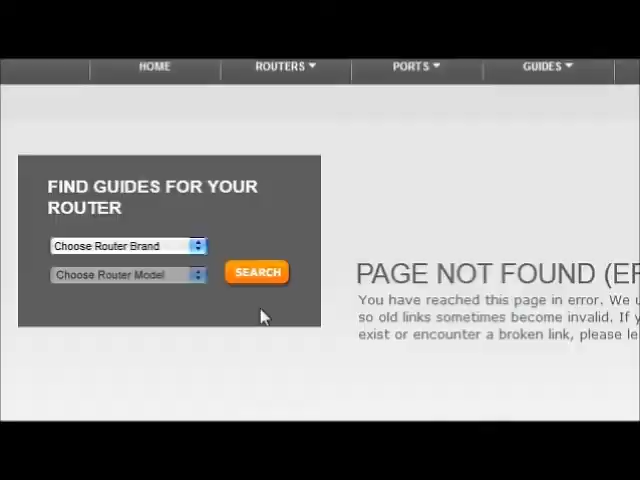 HOME
ROUTERS
PORTS
GUIDES
FIND GUIDES FOR YOUR
ROUTER
Choose Router Brand
Choose Router Model
SEARCH
PAGE NOT FOUND
You have reached this page in error. We
so old links sometimes become invalid. If
exist or encounter a broken link, please